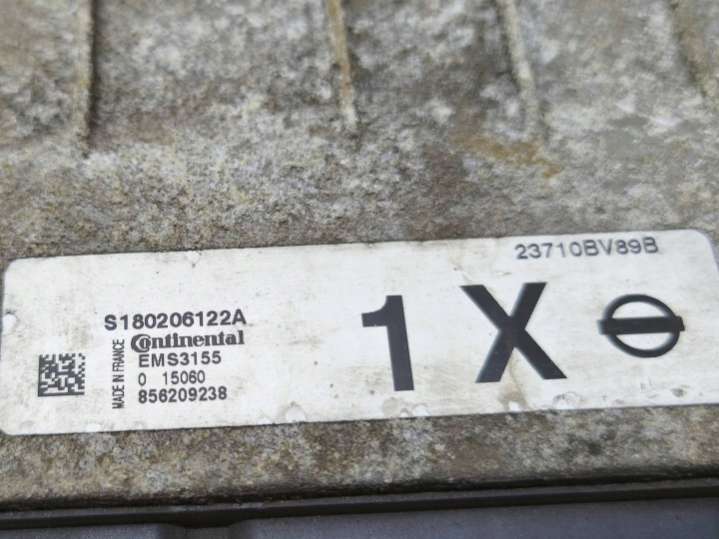 23710BV89B
S180206122A
Continental
EMS3155
0 15060
856209238
MADE IN FRANCE
1X